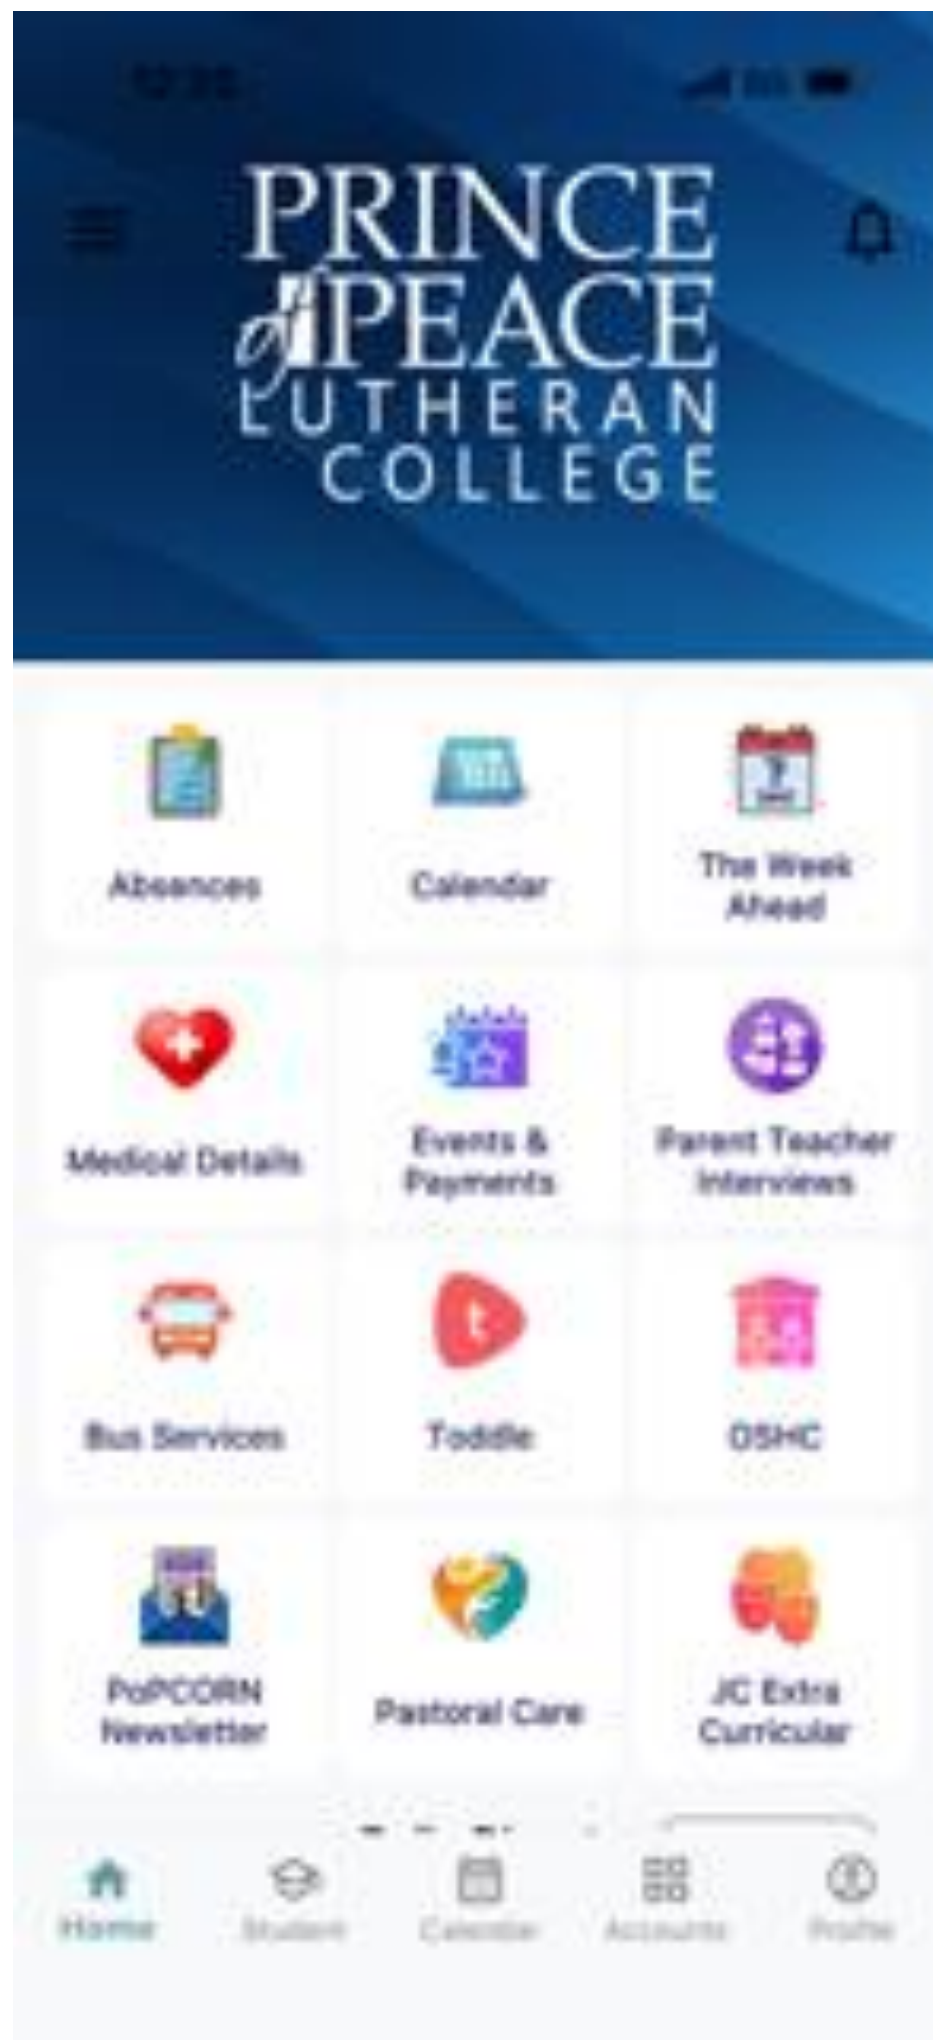 PRINCE
of PEACE
LUTHERAN
COLLEGE
Absences
Calendar
The Week
Ahead
Medical Details
Events &
Payments
Parent Teacher
Interviews
Bus Services
Toddle
OSHC
PoPCORN
Newsletter
Pastoral Care
JC Extra
Curricular
Home
Student
Calendar
Accounts
Profile